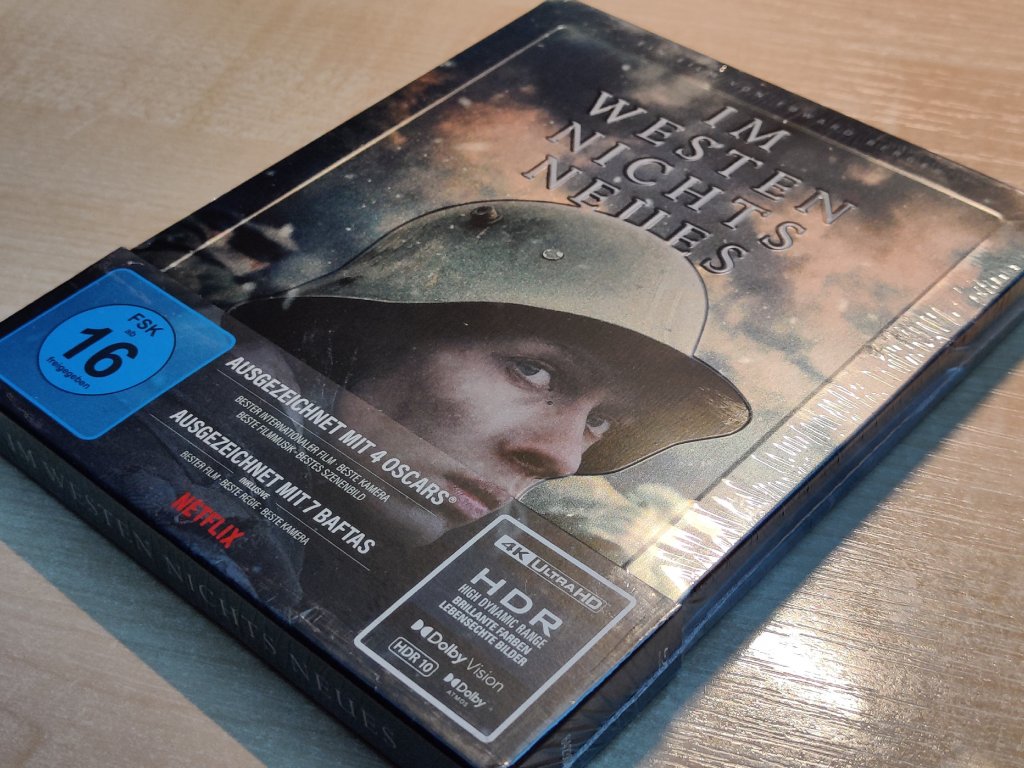 IM
WESTEN
NICHTS
NEUES
FSK
ab
16
freigegeben
AUSGEZEICHNET MIT 4 OSCARS®
BESTER INTERNATIONALER FILM · BESTE KAMERA
BESTE FILMMUSIK · BESTES SZENENBILD
AUSGEZEICHNET MIT 7 BAFTAS
INKLUSIVE
BESTER FILM · BESTE REGIE · BESTE KAMERA
NETFLIX
4K ULTRA HD
HDR
HIGH DYNAMIC RANGE
BRILLANTE FARBEN
LEBENSECHTE BILDER
Dolby Vision
HDR 10
Dolby
ATMOS
IM WESTEN NICHTS NEUES